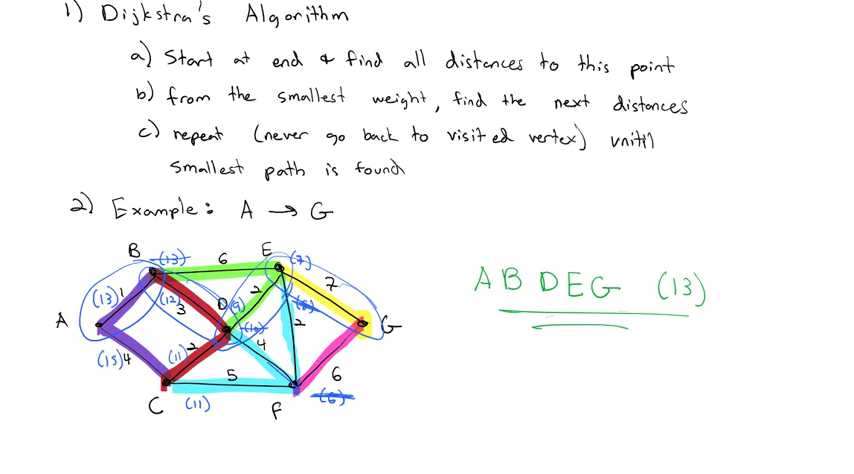 1) Dijkstra's Algorithm
a) Start at end & find all distances to this point
b) from the smallest weight, find the next distances
c) repeat (never go back to visited vertex) until
smallest path is found
2) Example: A → G
B (13) 6 E (7)
(13) 1 (12) 3 D (9) 2 (8) 7
A (10) 2 G
(15) 4 (11) 2 4 6
5 (6)
C (11) F
A B D E G (13)